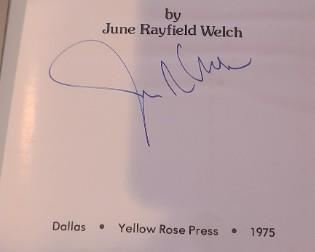 by
June Rayfield Welch
Dallas • Yellow Rose Press • 1975